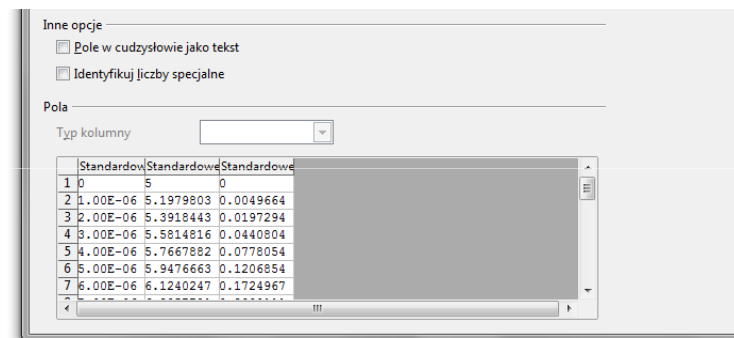 Inne opcje
Pole w cudzysłowie jako tekst
Identyfikuj liczby specjalne
Pola
Typ kolumny
Standardow Standardowe Standardowe
1 0 5 0
2 1.00E-06 5.1979803 0.0049664
3 2.00E-06 5.3918443 0.0197294
4 3.00E-06 5.5814816 0.0440804
5 4.00E-06 5.7667882 0.0778054
6 5.00E-06 5.9476663 0.1206854
7 6.00E-06 6.1240247 0.1724967